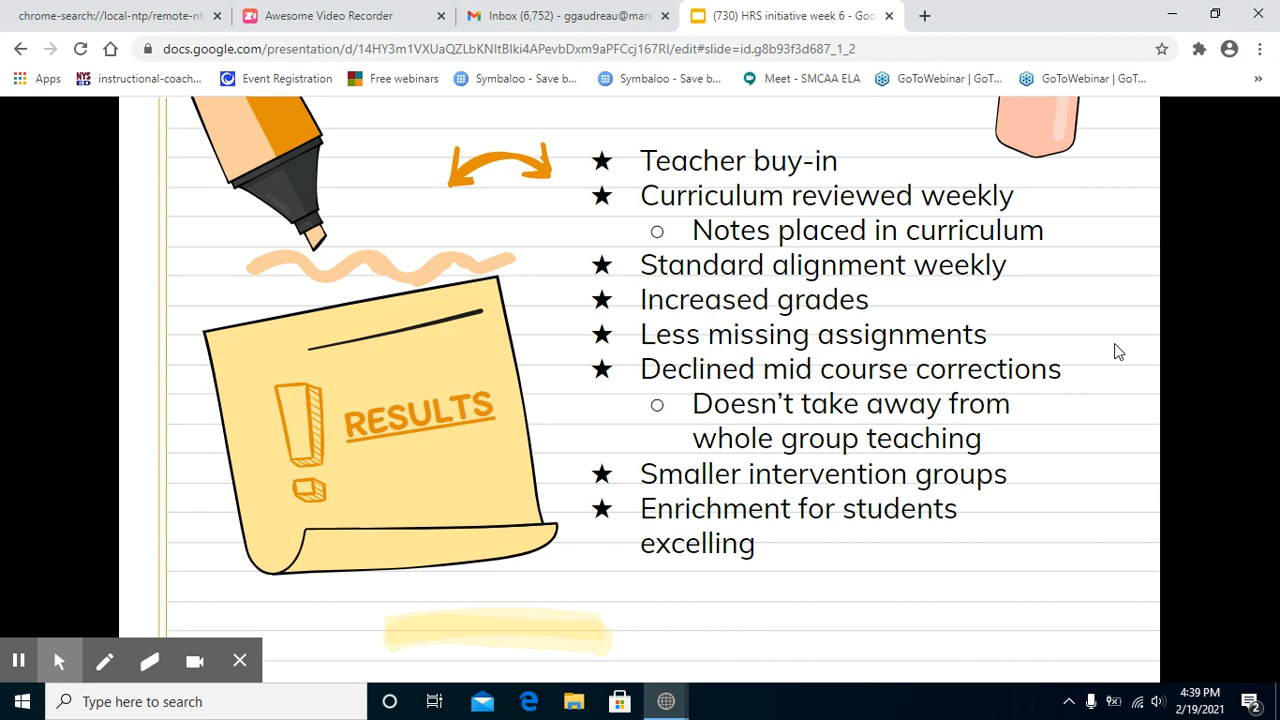 chrome-search://local-ntp/remote-nt
Awesome Video Recorder
Inbox (6,752) - ggaudreau@mars
(730) HRS initiative week 6 - Goo
docs.google.com/presentation/d/14HY3m1VXUaQZLbKNItBIki4APevbDxm9aPFCcj167RI/edit#slide=id.g8b93f3d687_1_2
Apps
instructional-coach...
Event Registration
Free webinars
Symbaloo - Save b...
Symbaloo - Save b...
Meet - SMCAA ELA
GoToWebinar | GoT...
GoToWebinar | GoT...
★ Teacher buy-in
★ Curriculum reviewed weekly
○ Notes placed in curriculum
★ Standard alignment weekly
★ Increased grades
★ Less missing assignments
★ Declined mid course corrections
○ Doesn't take away from
whole group teaching
★ Smaller intervention groups
★ Enrichment for students
excelling
RESULTS
Type here to search
4:39 PM
2/19/2021
2